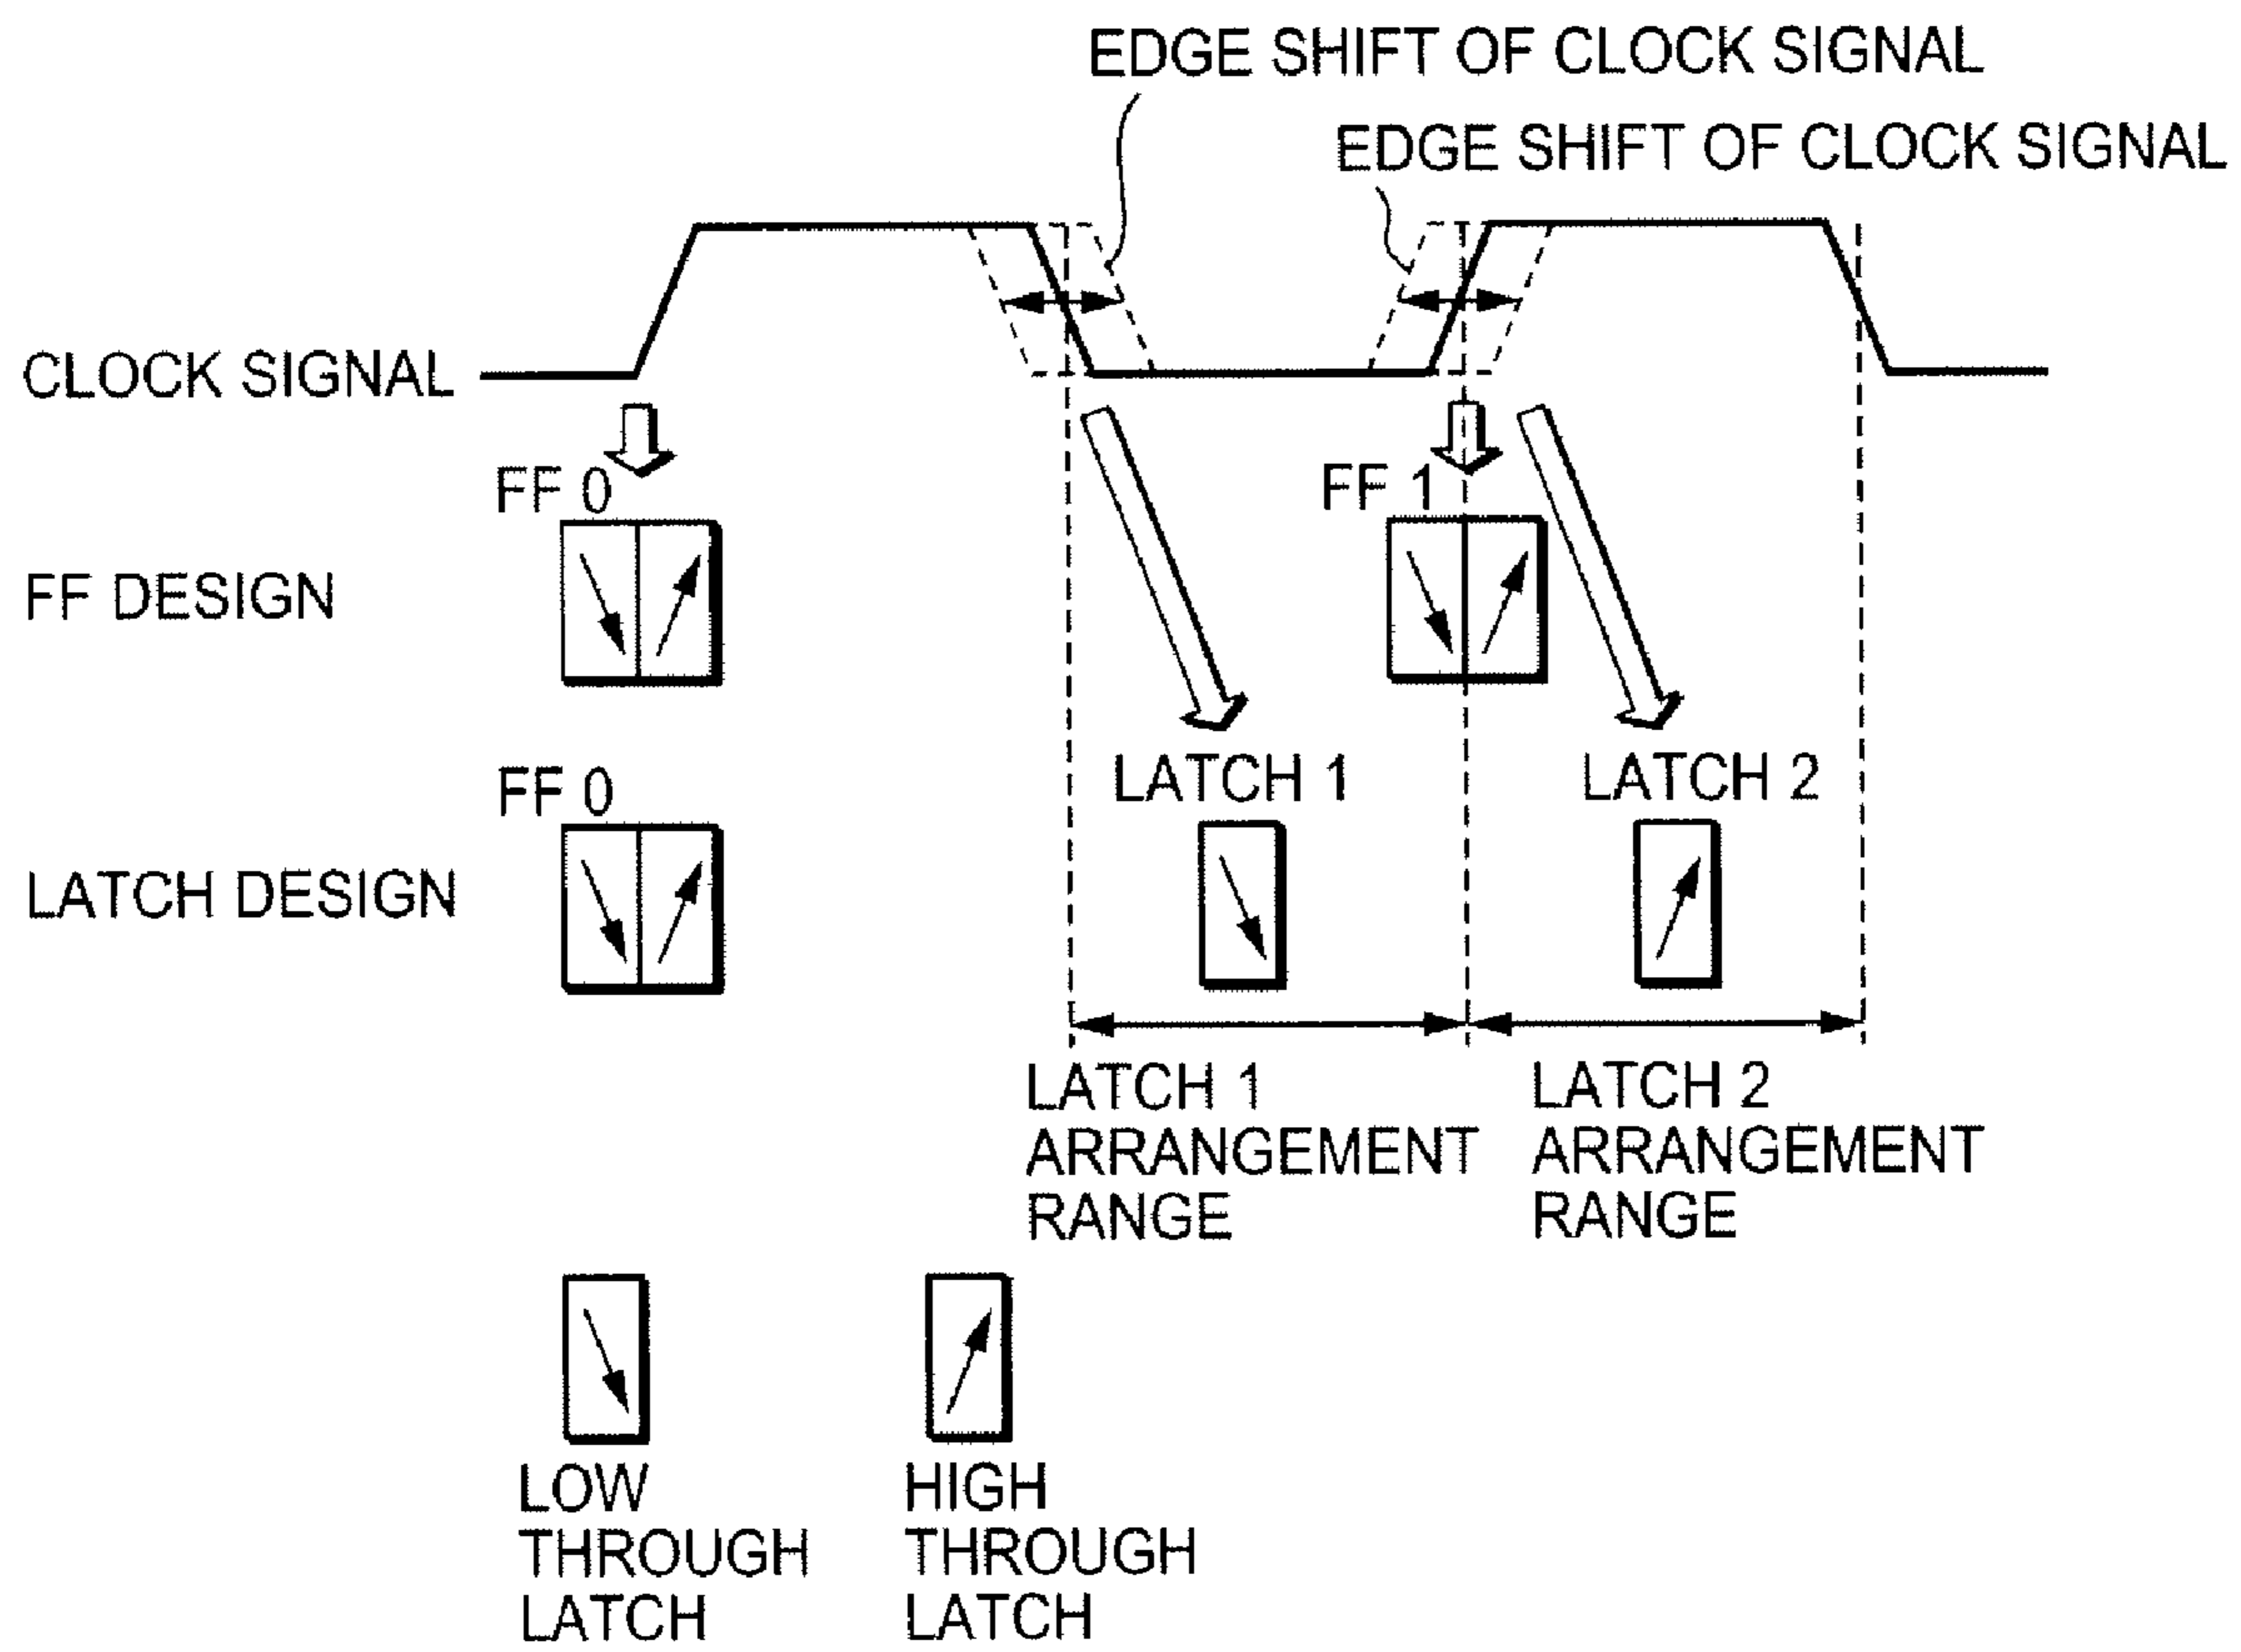 EDGE SHIFT OF CLOCK SIGNAL
EDGE SHIFT OF CLOCK SIGNAL
CLOCK SIGNAL
FF 0
FF 1
FF DESIGN
LATCH 1
LATCH 2
FF 0
LATCH DESIGN
LATCH 1
ARRANGEMENT
RANGE
LATCH 2
ARRANGEMENT
RANGE
LOW
THROUGH
LATCH
HIGH
THROUGH
LATCH